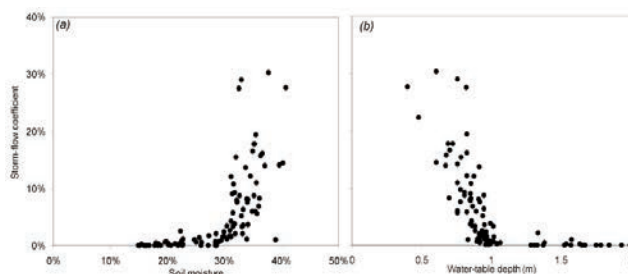 (a)
(b)
Storm-flow coefficient
40%
30%
20%
10%
0%
0% 10% 20% 30% 40% 50%
Soil moisture
0 0.5 1 1.5 2
Water-table depth (m)